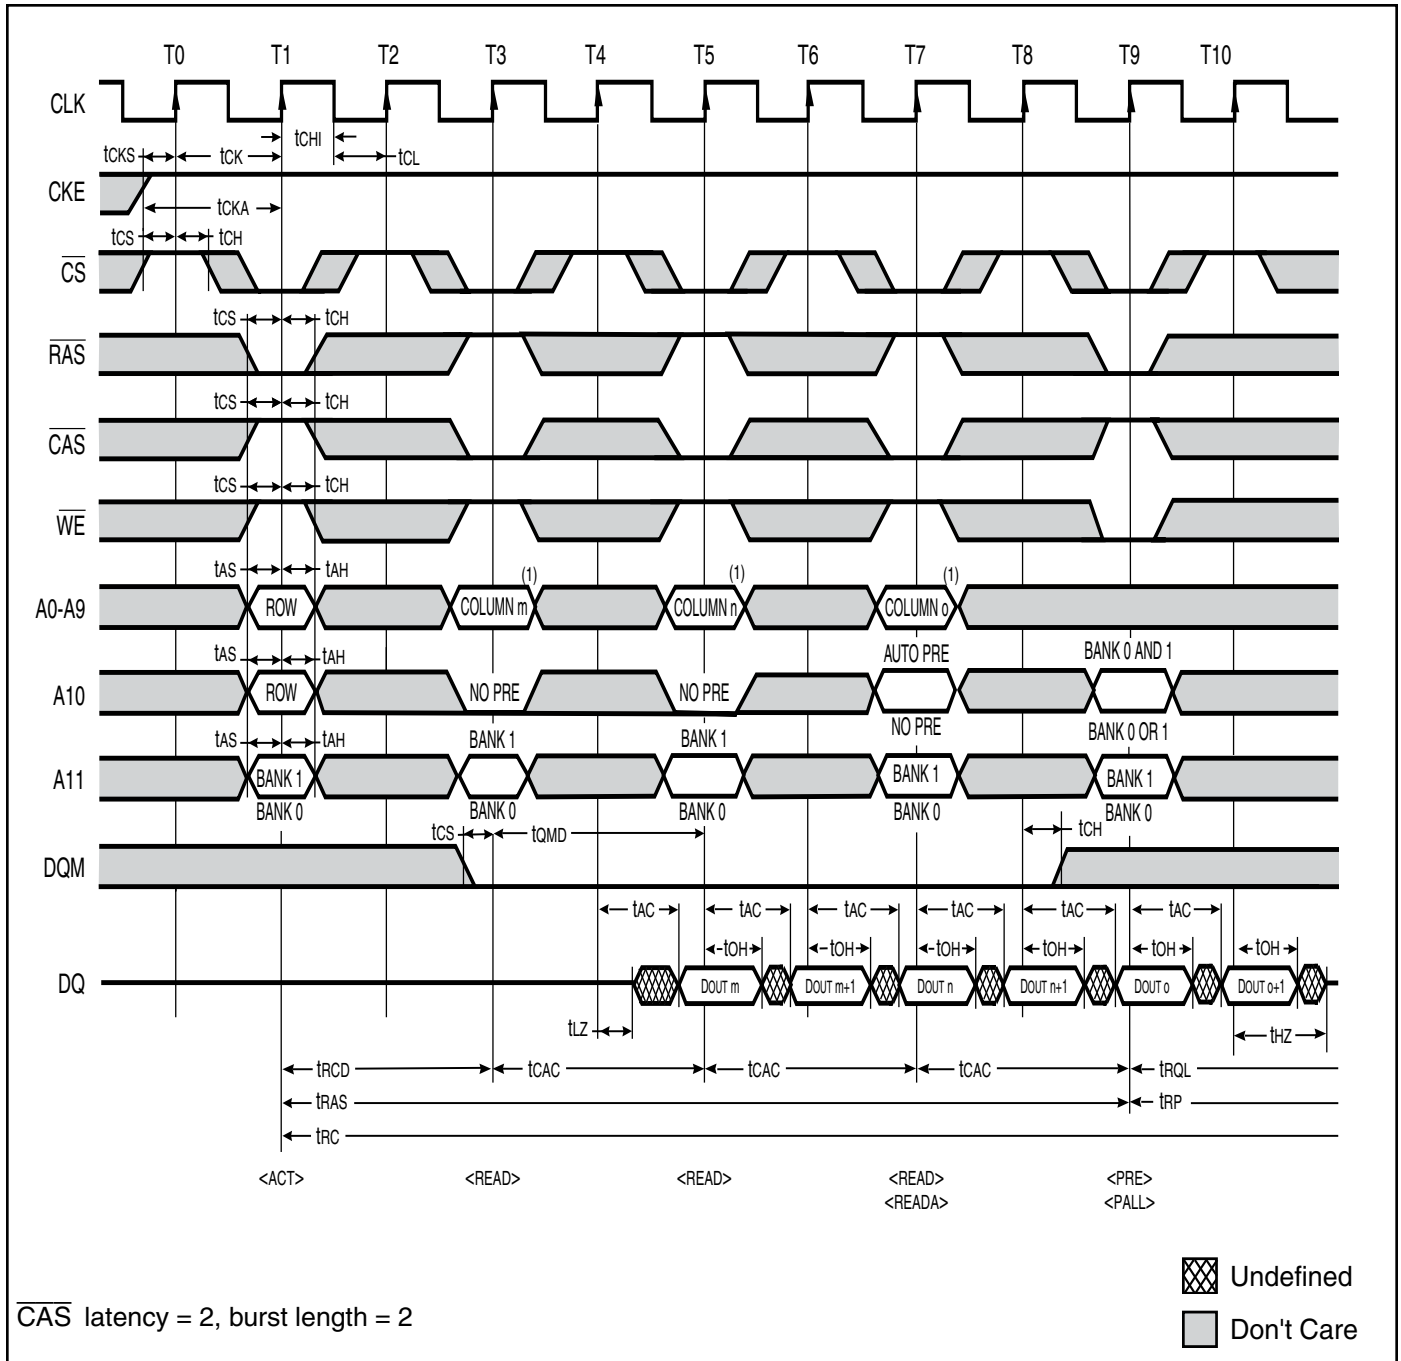 T0 T1 T2 T3 T4 T5 T6 T7 T8 T9 T10
CLK
tCHI
tCKS tCK tCL
CKE
tCKA
tCS tCH
CS
tCS tCH
RAS
tCS tCH
CAS
tCS tCH
WE
tAS tAH (1) (1) (1)
A0-A9 ROW COLUMN m COLUMN n COLUMN o
tAS tAH AUTO PRE BANK 0 AND 1
A10 ROW NO PRE NO PRE
NO PRE BANK 0 OR 1
tAS tAH BANK 1 BANK 1
A11 BANK 1 BANK 1 BANK 1
BANK 0 BANK 0 BANK 0 BANK 0 BANK 0
tCS tQMD tCH
DQM
tAC tAC tAC tAC tAC tAC
tOH tOH tOH tOH tOH tOH
DQ DOUT m DOUT m+1 DOUT n DOUT n+1 DOUT o DOUT o+1
tLZ tHZ
tRCD tCAC tCAC tCAC tRQL
tRAS tRP
tRC
<ACT> <READ> <READ> <READ> <PRE>
<READA> <PALL>
Undefined
CAS latency = 2, burst length = 2
Don't Care